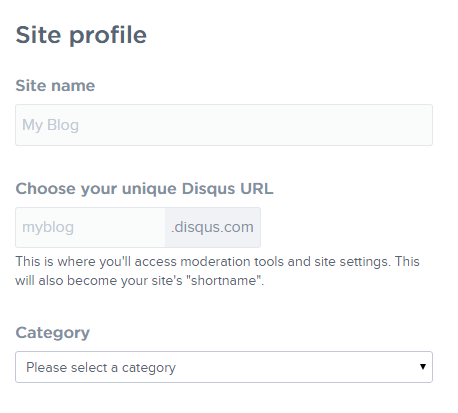 Site profile
Site name
My Blog
Choose your unique Disqus URL
myblog .disqus.com
This is where you'll access moderation tools and site settings. This
will also become your site's "shortname".
Category
Please select a category